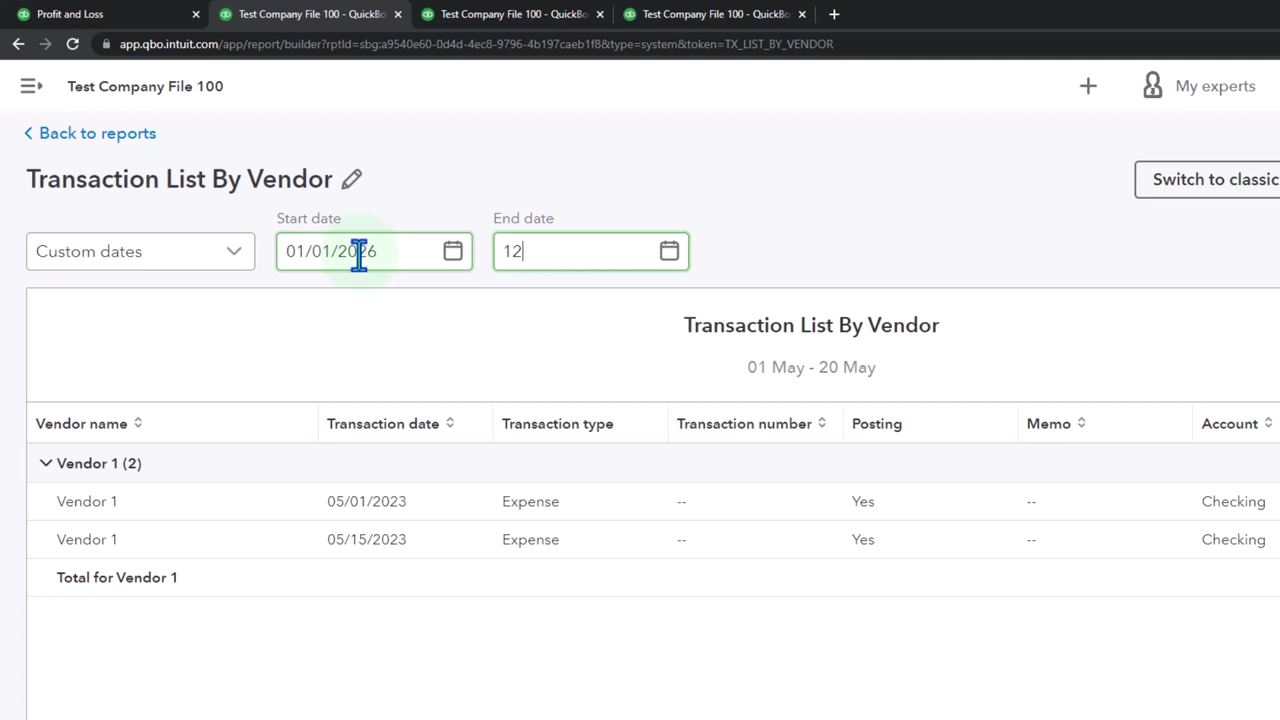 Profit and Loss
Test Company File 100 - QuickBo
Test Company File 100 - QuickBo
Test Company File 100 - QuickBo
app.qbo.intuit.com/app/report/builder?rptId=sbg:a9540e60-0d4d-4ec8-9796-4b197caeb1f8&type=system&token=TX_LIST_BY_VENDOR
Test Company File 100
My experts
Back to reports
Transaction List By Vendor
Switch to classic
Start date
End date
Custom dates
01/01/2026
12
Transaction List By Vendor
01 May - 20 May
Vendor name Transaction date Transaction type Transaction number Posting Memo Account
Vendor 1 (2)
Vendor 1 05/01/2023 Expense -- Yes -- Checking
Vendor 1 05/15/2023 Expense -- Yes -- Checking
Total for Vendor 1